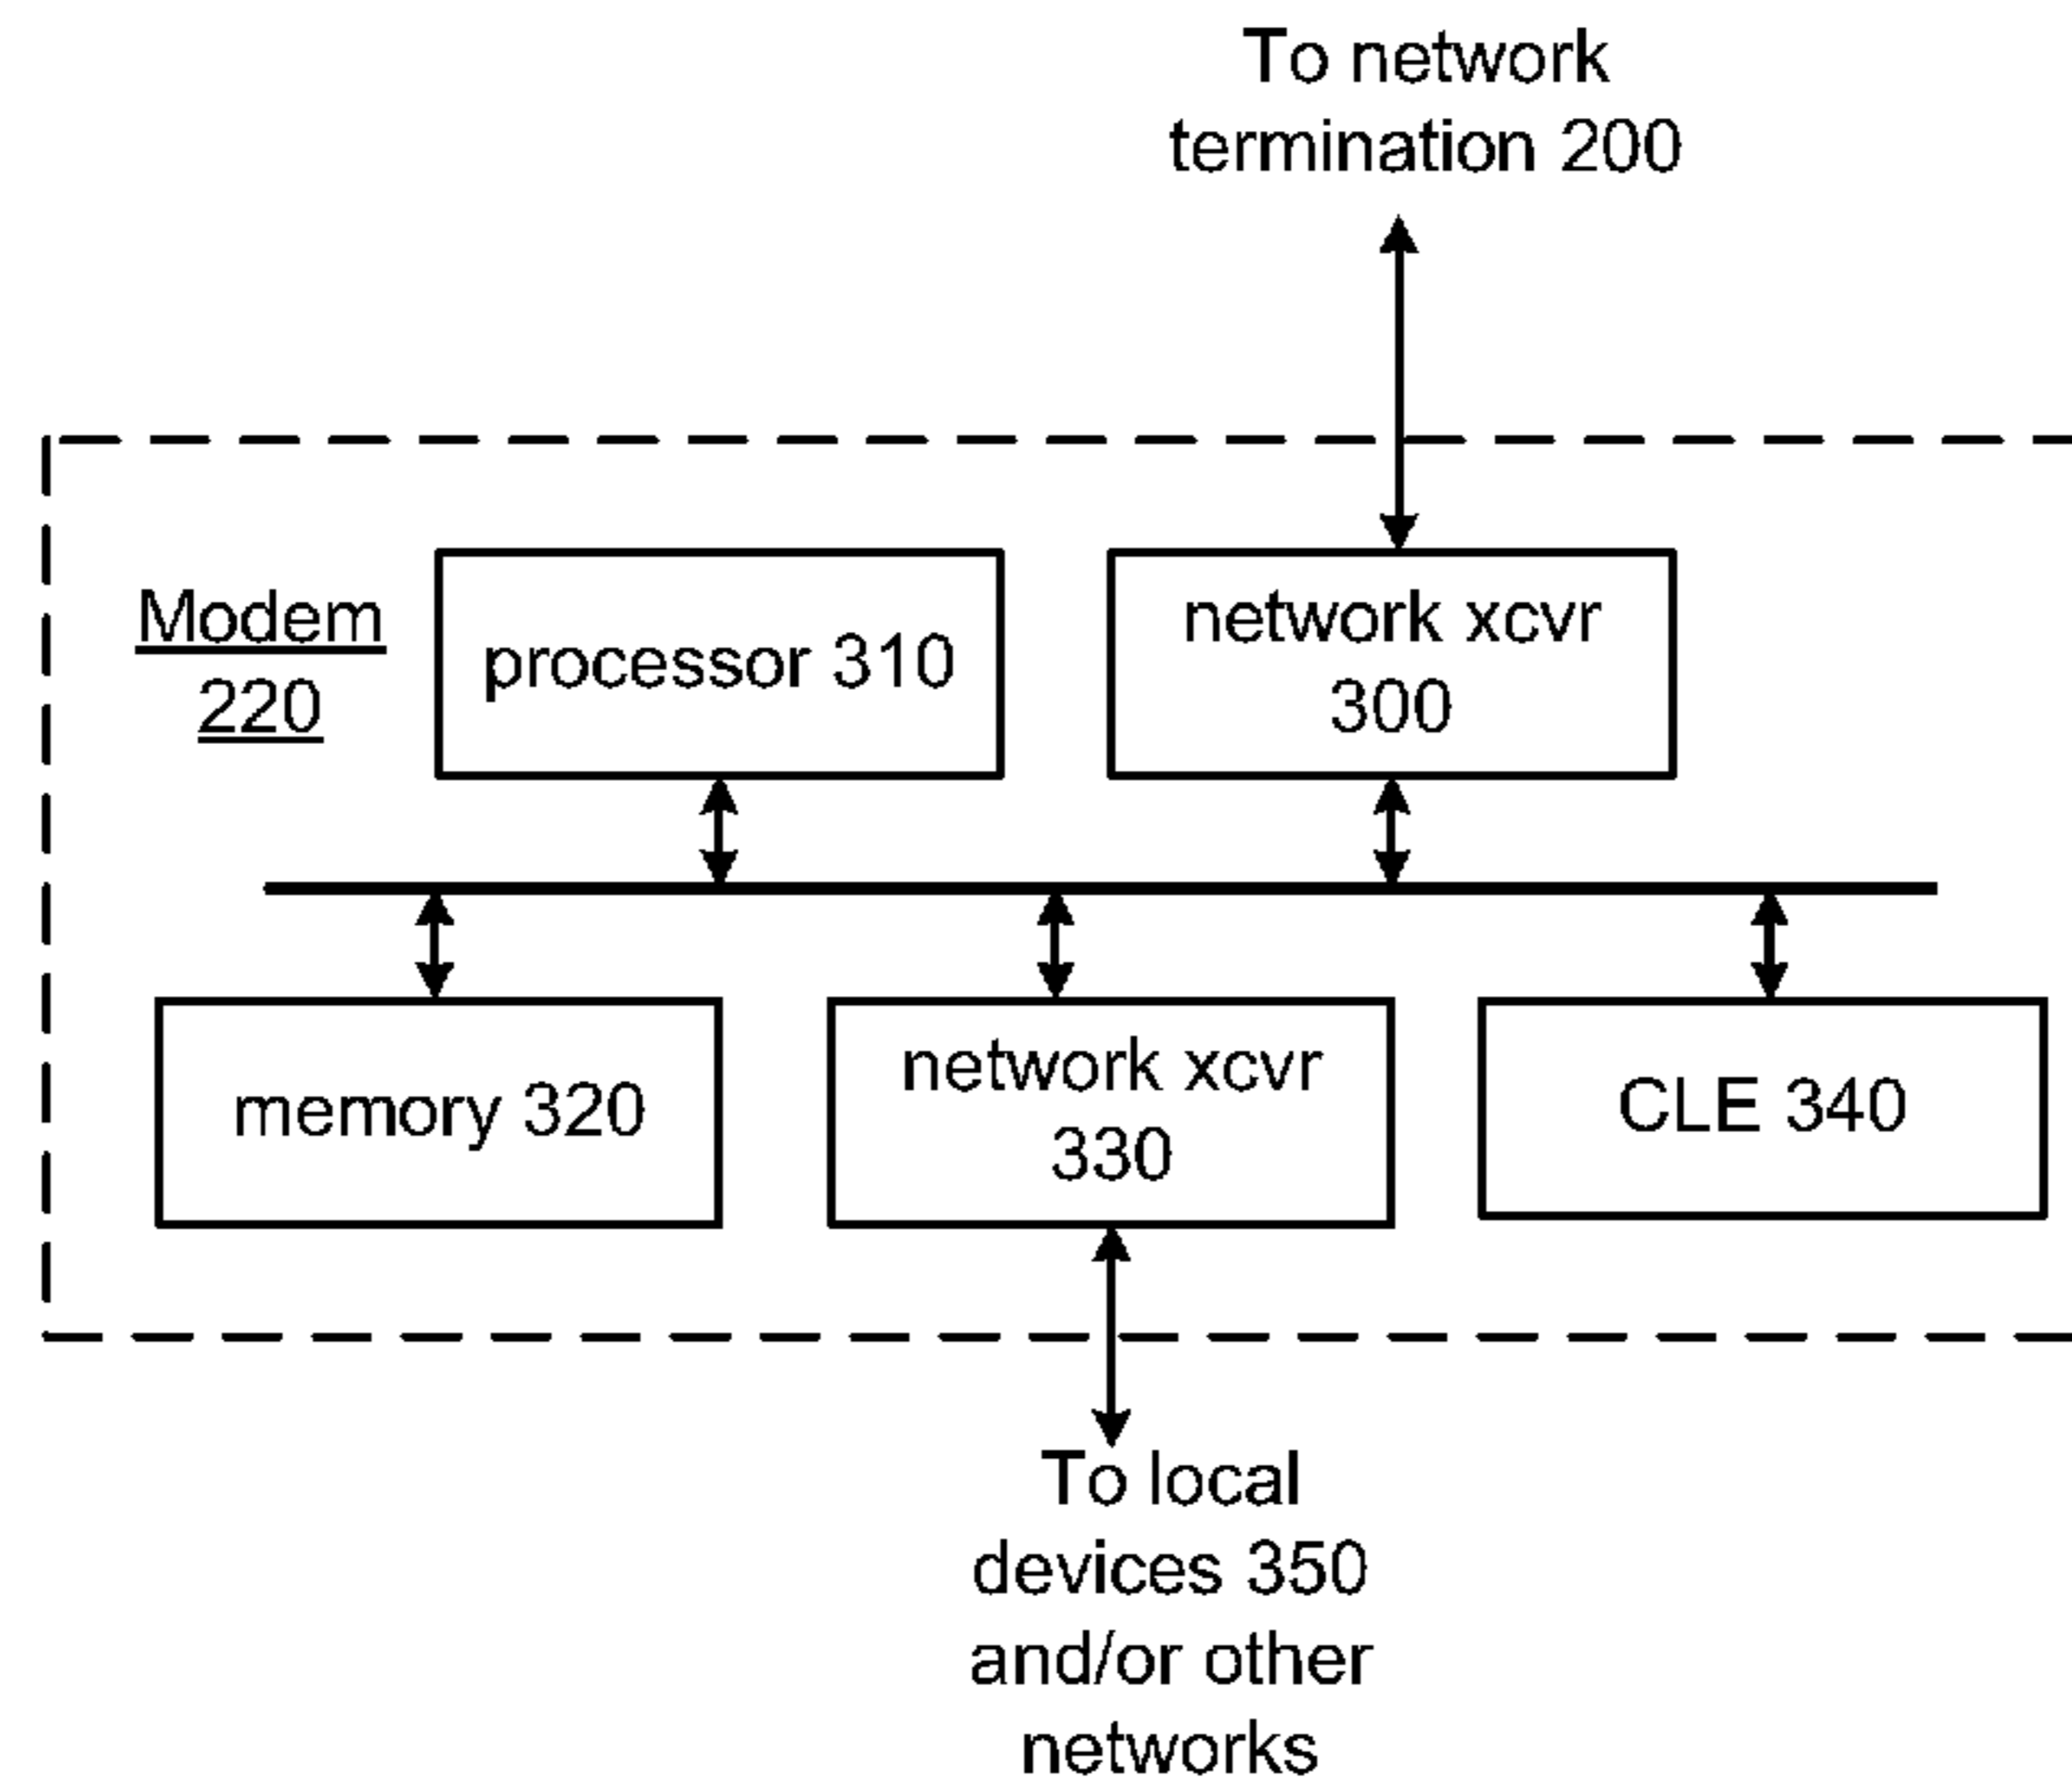 To network
termination 200
Modem
220
processor 310
network xcvr
300
memory 320
network xcvr
330
CLE 340
To local
devices 350
and/or other
networks